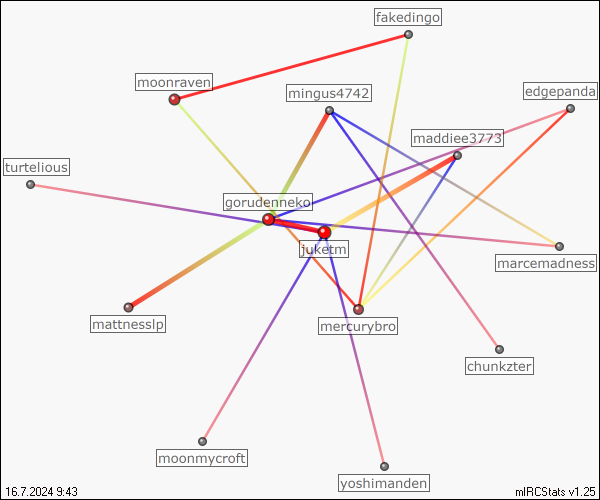 fakedingo
moonraven
mingus4742
edgepanda
maddiee3773
turtelious
gorudenneko
juketm
marcemadness
mattnesslp
mercurybro
chunkzter
moonmycroft
yoshimanden
16.7.2024 9:43
mIRCStats v1.25